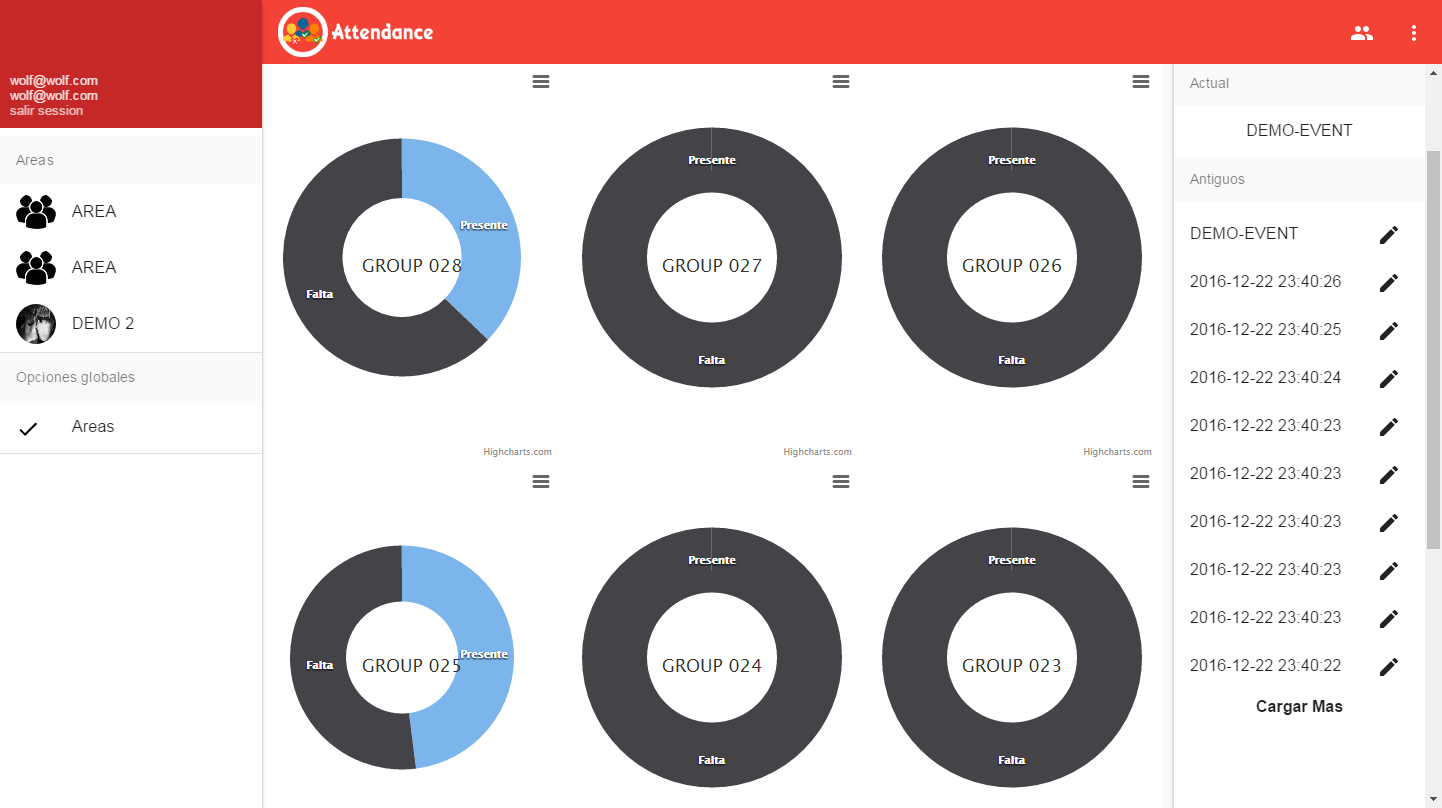 wolf@wolf.com
wolf@wolf.com
salir session
Areas
AREA
AREA
DEMO 2
Opciones globales
Areas
Attendance
Presente
GROUP 028
Falta
Highcharts.com
Presente
GROUP 027
Falta
Highcharts.com
Presente
GROUP 026
Falta
Highcharts.com
Presente
GROUP 025
Falta
Presente
GROUP 024
Falta
Presente
GROUP 023
Falta
Actual
DEMO-EVENT
Antiguos
DEMO-EVENT
2016-12-22 23:40:26
2016-12-22 23:40:25
2016-12-22 23:40:24
2016-12-22 23:40:23
2016-12-22 23:40:23
2016-12-22 23:40:23
2016-12-22 23:40:23
2016-12-22 23:40:23
2016-12-22 23:40:22
Cargar Mas